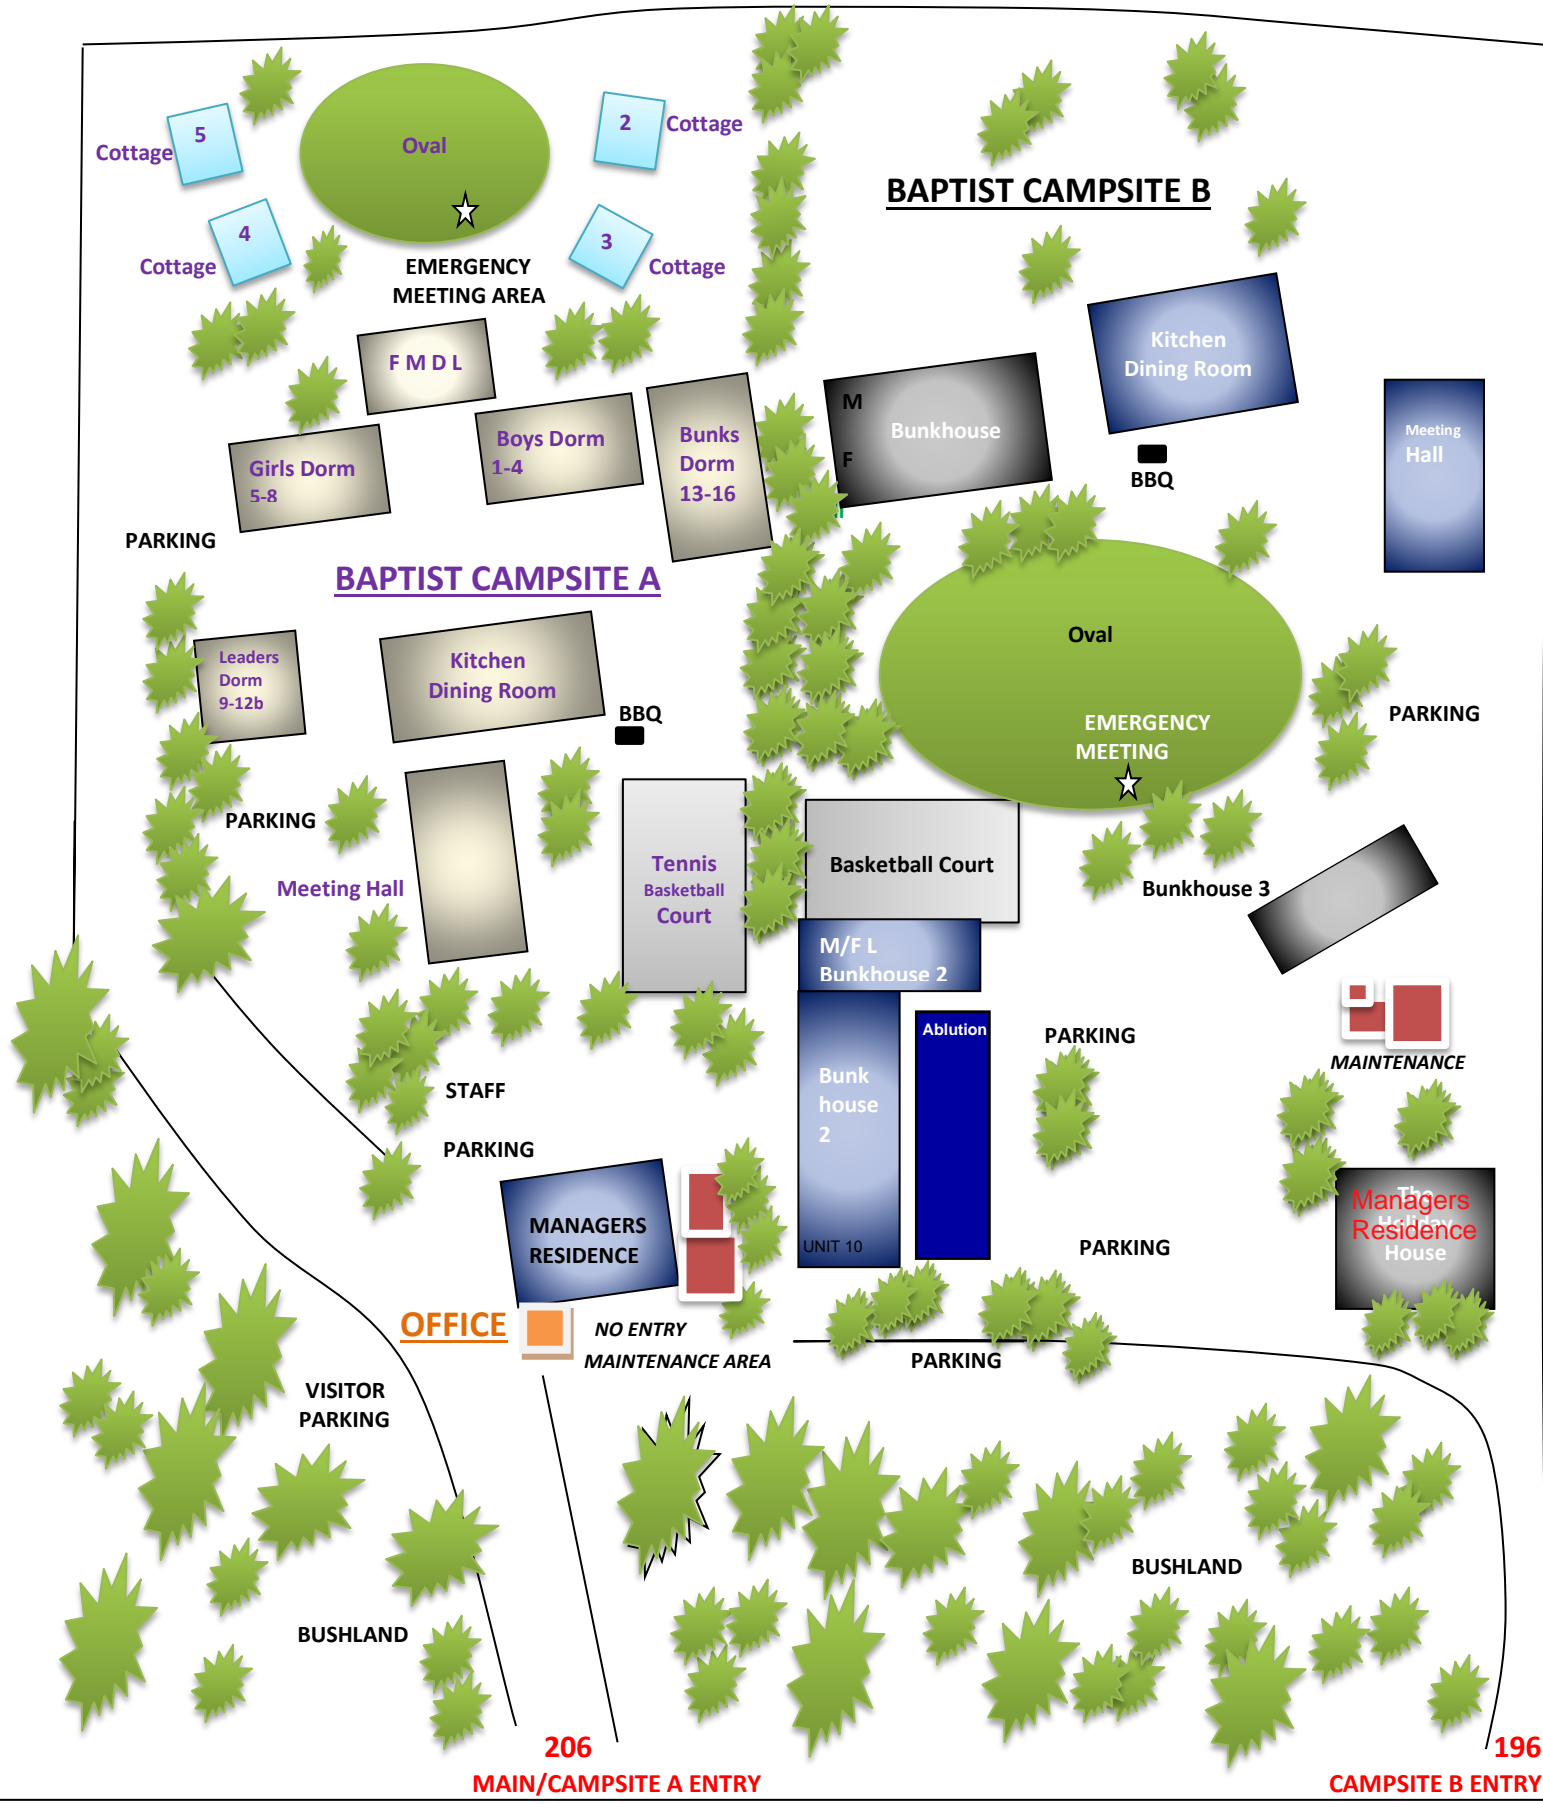 5
Cottage
Oval
2
Cottage
BAPTIST CAMPSITE B
4
Cottage
3
Cottage
EMERGENCY
MEETING AREA
F M D L
Kitchen
Dining Room
M
Bunkhouse
F
Meeting
Hall
BBQ
Girls Dorm
5-8
Boys Dorm
1-4
Bunks
Dorm
13-16
PARKING
BAPTIST CAMPSITE A
Oval
Leaders
Dorm
9-12b
Kitchen
Dining Room
BBQ
EMERGENCY
MEETING
PARKING
PARKING
Meeting Hall
Tennis
Basketball
Court
Basketball Court
Bunkhouse 3
M/F L
Bunkhouse 2
Ablution
PARKING
MAINTENANCE
STAFF
PARKING
Bunk
house
2
UNIT 10
MANAGERS
RESIDENCE
PARKING
The
Holiday
House
Managers
Residence
OFFICE
NO ENTRY
MAINTENANCE AREA
PARKING
VISITOR
PARKING
BUSHLAND
BUSHLAND
206
MAIN/CAMPSITE A ENTRY
196
CAMPSITE B ENTRY